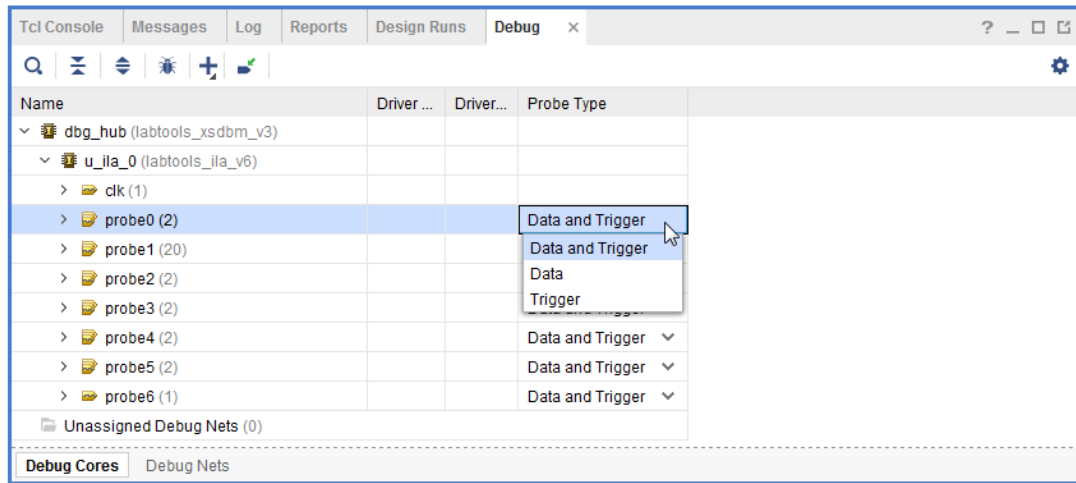 Tcl Console Messages Log Reports Design Runs Debug × ? _
Name Driver ... Driver... Probe Type
dbg_hub (labtools_xsdbm_v3)
u_ila_0 (labtools_ila_v6)
clk (1)
probe0 (2) Data and Trigger
probe1 (20) Data and Trigger
probe2 (2) Data
probe3 (2) Trigger
probe4 (2) Data and Trigger
probe5 (2) Data and Trigger
probe6 (1) Data and Trigger
Unassigned Debug Nets (0)
Debug Cores Debug Nets